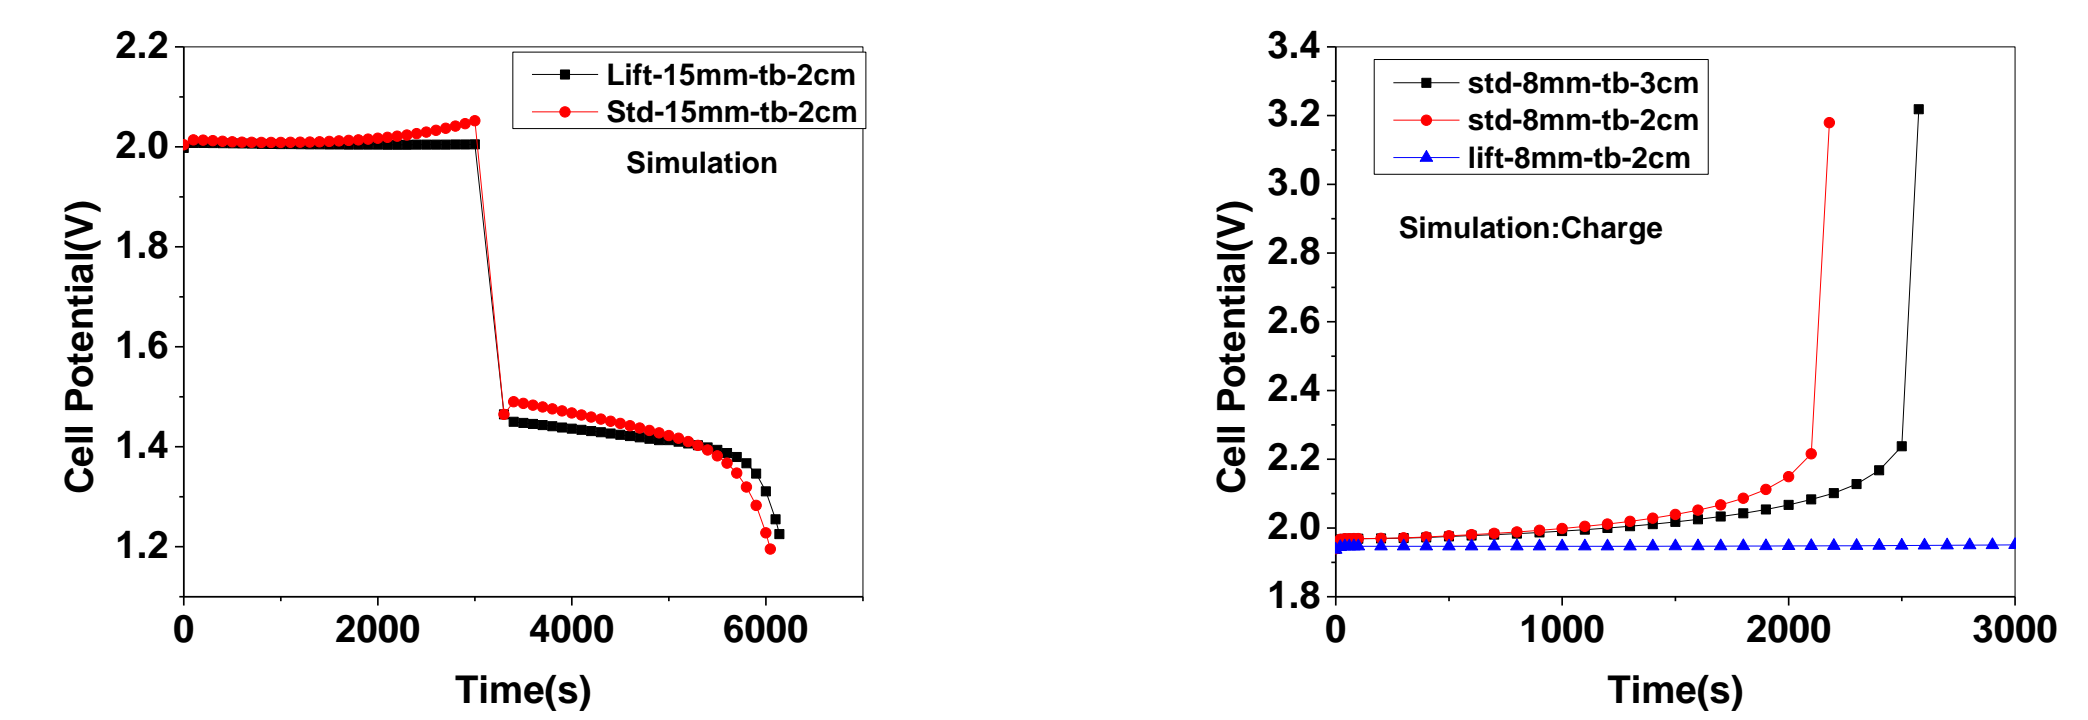 2.2
2.0
1.8
1.6
1.4
1.2
Cell Potential(V)
Lift-15mm-tb-2cm
Std-15mm-tb-2cm
Simulation
0 2000 4000 6000
Time(s)
3.4
3.2
3.0
2.8
2.6
2.4
2.2
2.0
1.8
Cell Potential(V)
std-8mm-tb-3cm
std-8mm-tb-2cm
lift-8mm-tb-2cm
Simulation:Charge
0 1000 2000 3000
Time(s)